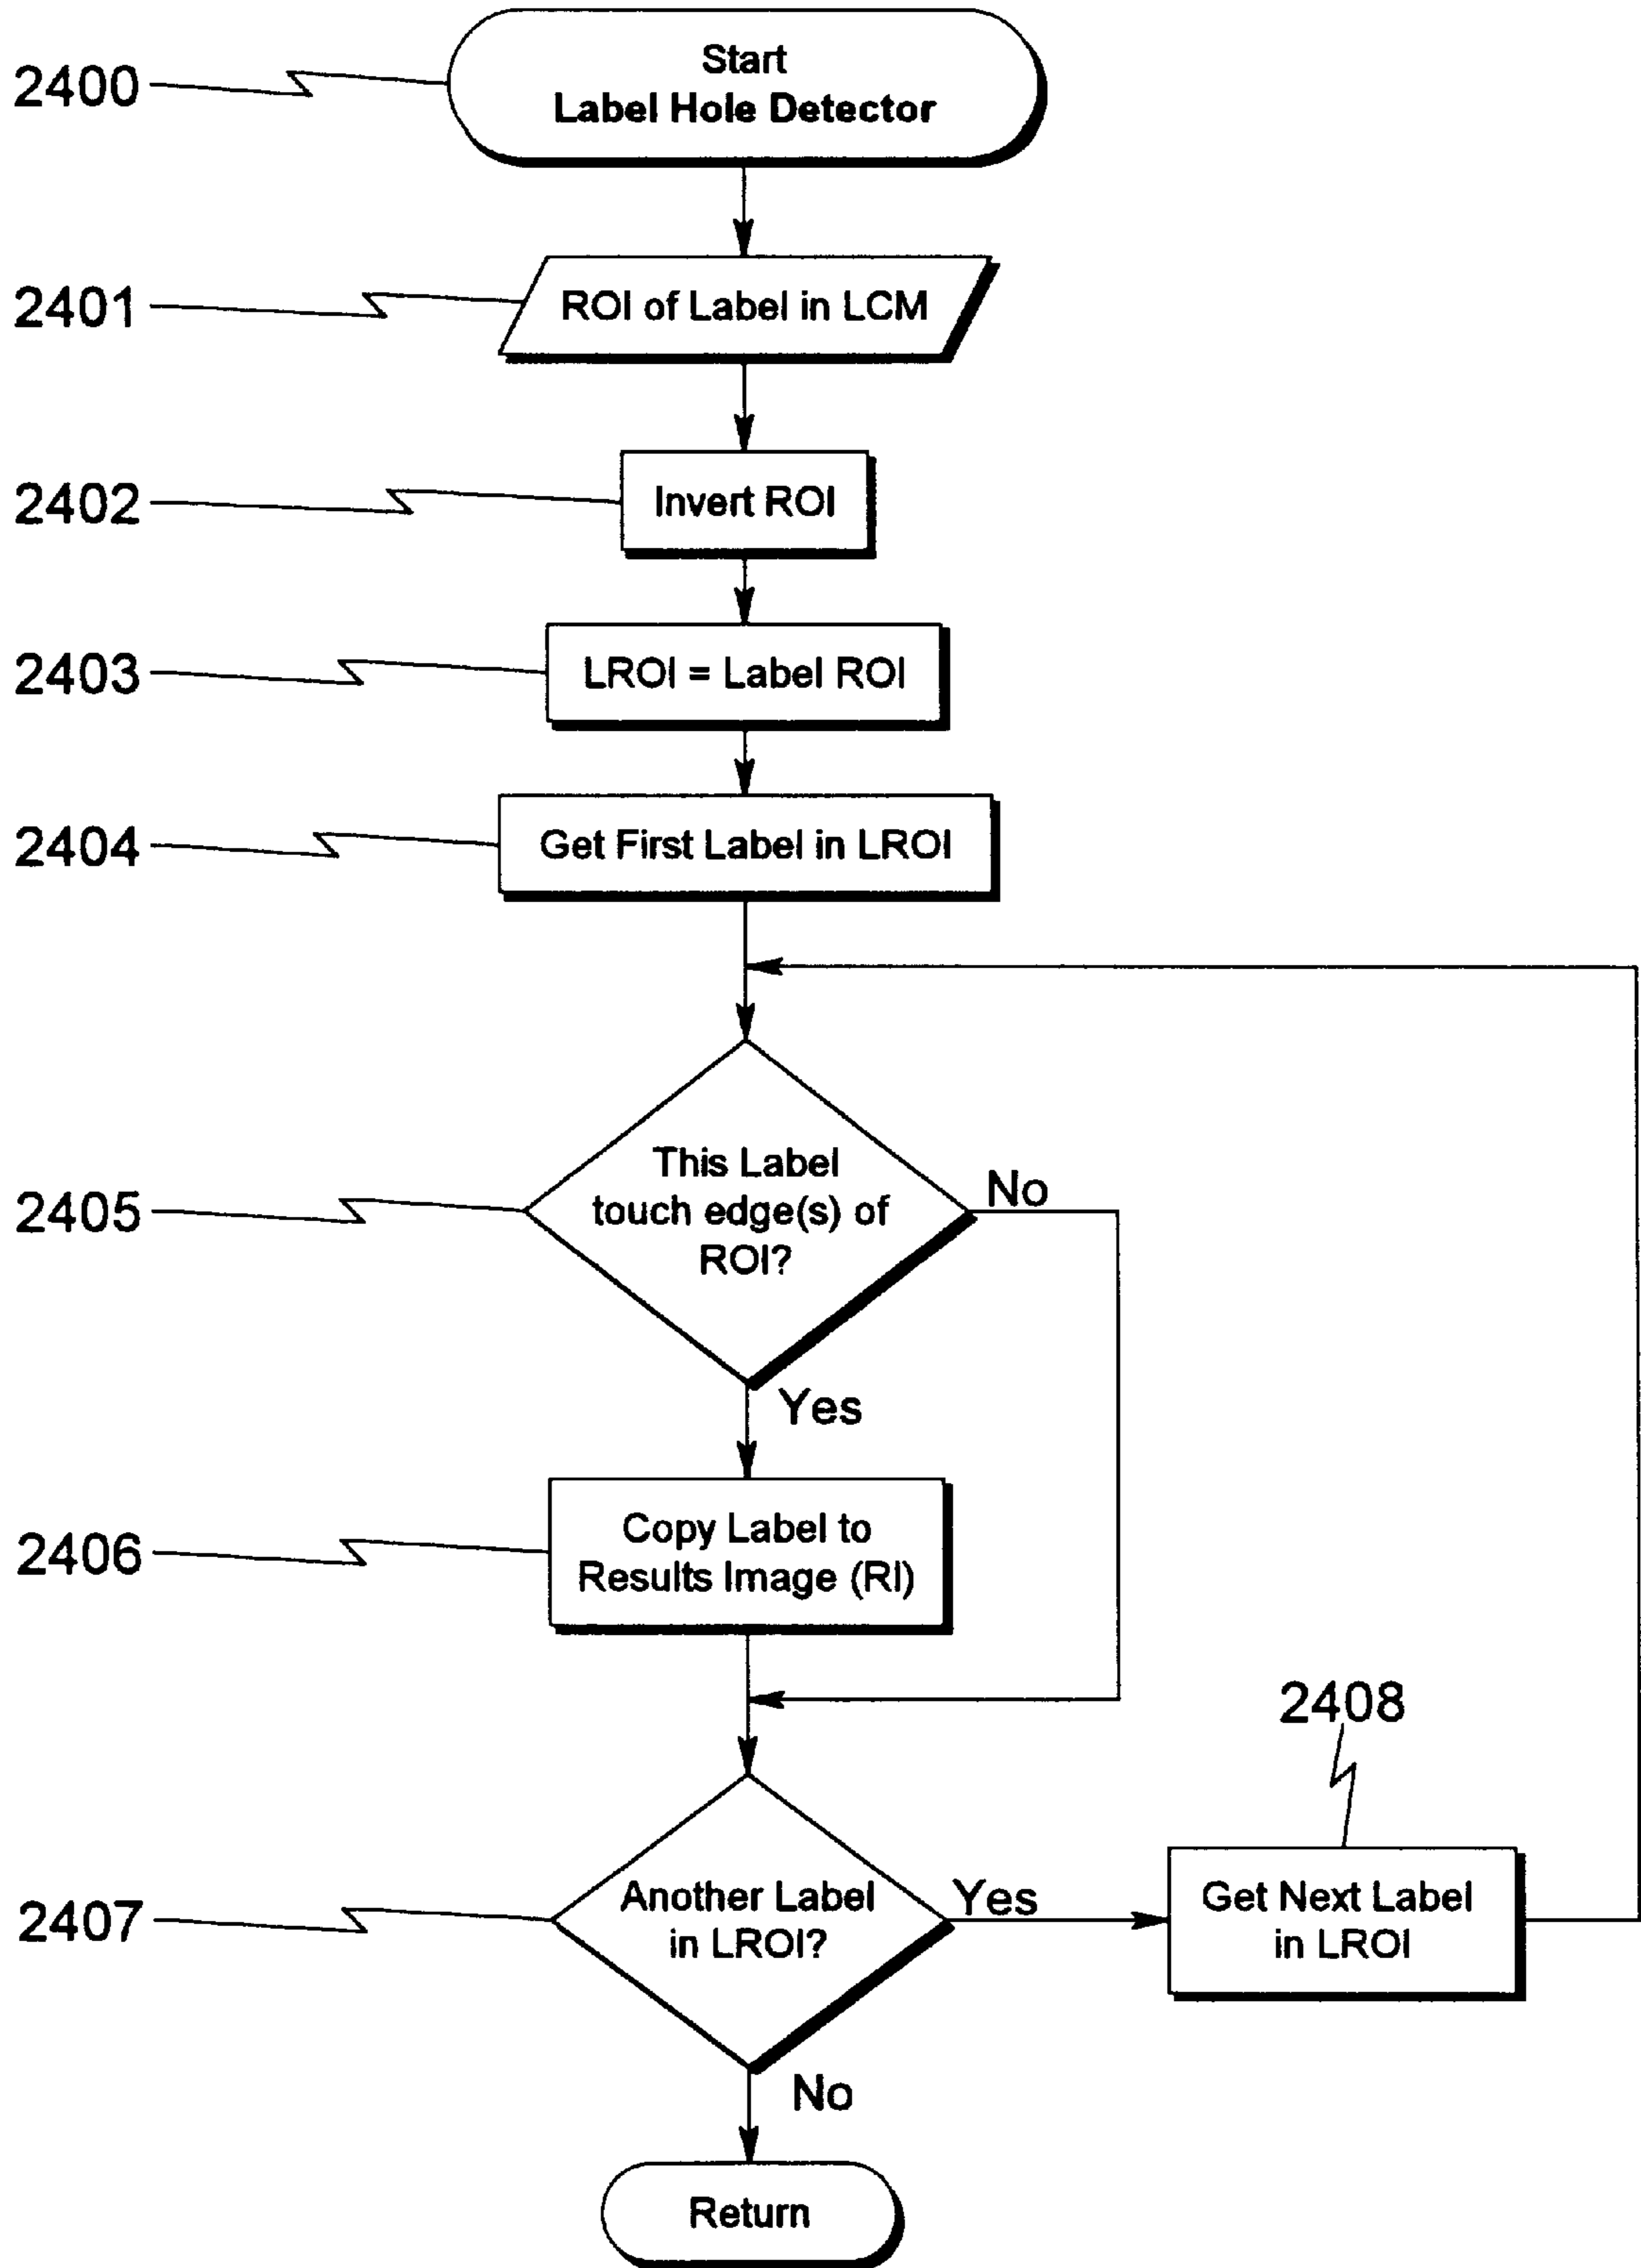 2400
Start
Label Hole Detector
2401
ROI of Label in LCM
2402
Invert ROI
2403
LROI = Label ROI
2404
Get First Label in LROI
2405
This Label
touch edge(s) of
ROI?
No
Yes
2406
Copy Label to
Results Image (RI)
2408
2407
Another Label
in LROI?
Yes
Get Next Label
in LROI
No
Return